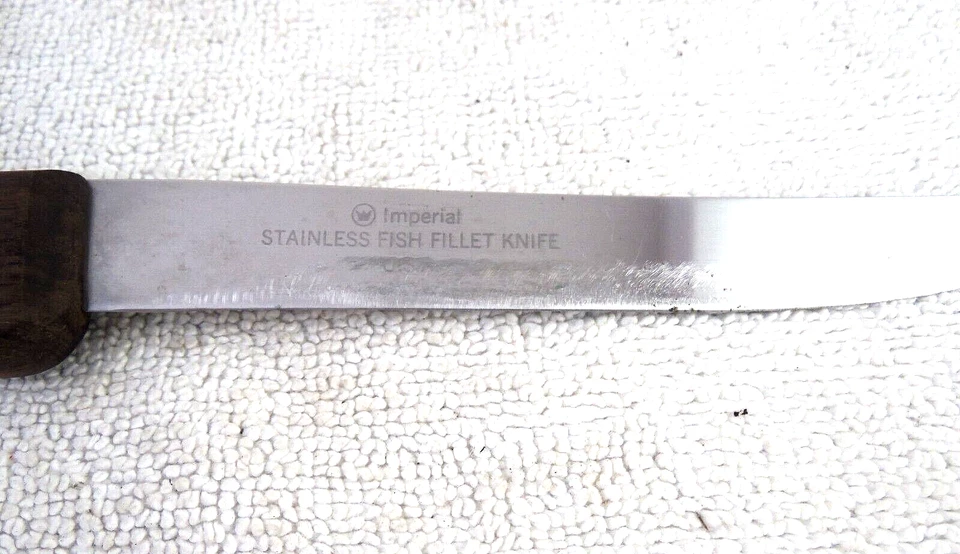 Imperial
STAINLESS FISH FILLET KNIFE